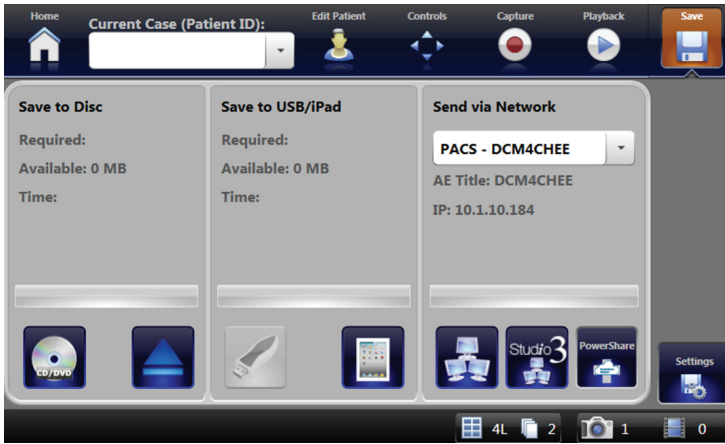 Home
Current Case (Patient ID):
Edit Patient
Controls
Capture
Playback
Save
Save to Disc
Required:
Available: 0 MB
Time:
CD/DVD
Save to USB/iPad
Required:
Available: 0 MB
Time:
Send via Network
PACS - DCM4CHEE
AE Title: DCM4CHEE
IP: 10.1.10.184
Studio3
PowerShare
Settings
4L
2
1
0